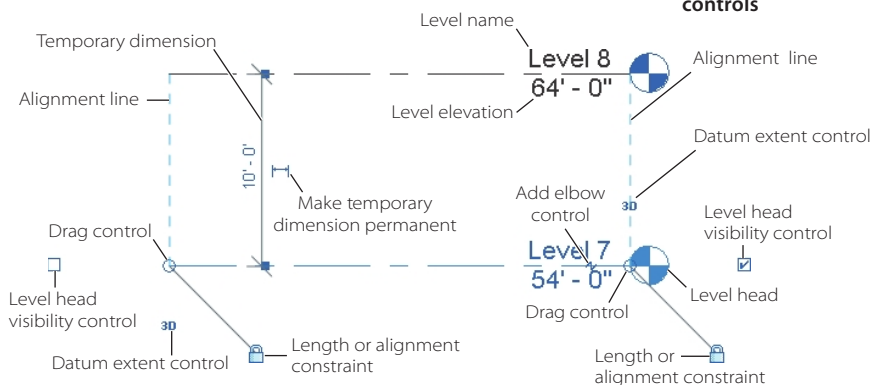 controls
Level name
Temporary dimension
Level 8
Alignment line
Alignment line
64' - 0"
Level elevation
Datum extent control
10' - 0"
Make temporary
dimension permanent
Add elbow
control
3D
Level head
visibility control
Drag control
Level 7
54' - 0"
Level head
Drag control
Level head
visibility control
3D
Datum extent control
Length or alignment
constraint
Length or
alignment constraint